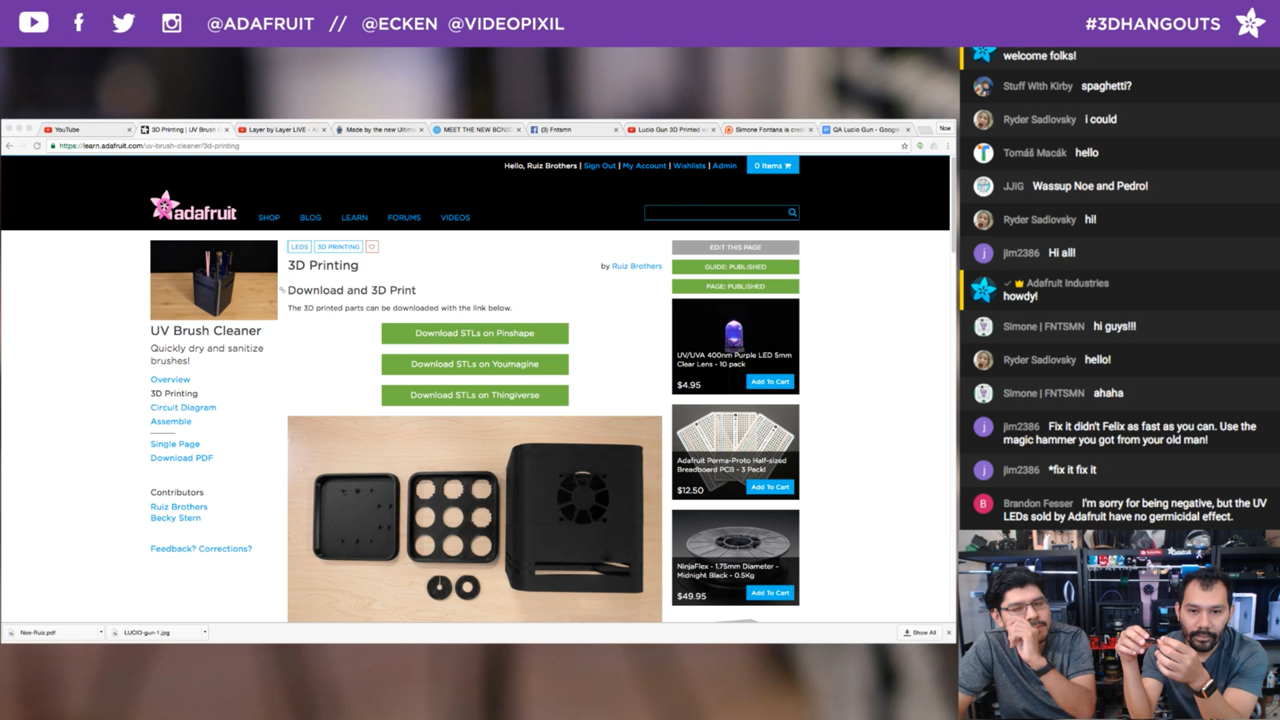 @ADAFRUIT // @ECKEN @VIDEOPIXIL
#3DHANGOUTS
YouTube
3D Printing | UV Brush C
Layer by Layer LIVE - Ad
Made by the new Ultima
MEET THE NEW BCN3D
(3) Fntsmn
Lucio Gun 3D Printed w
Simone Fontana is crea
QA Lucio Gun - Google
Noe
https://learn.adafruit.com/uv-brush-cleaner/3d-printing
Hello, Ruiz Brothers | Sign Out | My Account | Wishlists | Admin
0 Items
adafruit
SHOP
BLOG
LEARN
FORUMS
VIDEOS
LEDS
3D PRINTING
3D Printing
by Ruiz Brothers
Download and 3D Print
The 3D printed parts can be downloaded with the link below.
Download STLs on Pinshape
Download STLs on Youmagine
Download STLs on Thingiverse
UV Brush Cleaner
Quickly dry and sanitize
brushes!
Overview
3D Printing
Circuit Diagram
Assemble
Single Page
Download PDF
Contributors
Ruiz Brothers
Becky Stern
Feedback? Corrections?
EDIT THIS PAGE
GUIDE: PUBLISHED
PAGE: PUBLISHED
UV/UVA 400nm Purple LED 5mm
Clear Lens - 10 pack
$4.95
Add To Cart
Adafruit Perma-Proto Half-sized
Breadboard PCB - 3 Pack!
$12.50
Add To Cart
NinjaFlex - 1.75mm Diameter -
Midnight Black - 0.5Kg
$49.95
Add To Cart
Noe-Ruiz.pdf
LUCIO-gun-1.jpg
Show All
welcome folks!
Stuff With Kirby spaghetti?
Ryder Sadlovsky i could
Tomáš Macák hello
JJIG Wassup Noe and Pedro!
Ryder Sadlovsky hi!
jim2386 Hi all!
Adafruit Industries
howdy!
Simone | FNTSMN hi guys!!!
Ryder Sadlovsky hello!
Simone | FNTSMN ahaha
jim2386 Fix it didn't Felix as fast as you can. Use the
magic hammer you got from your old man!
jim2386 *fix it fix it
Brandon Fesser I'm sorry for being negative, but the UV
LEDs sold by Adafruit have no germicidal effect.